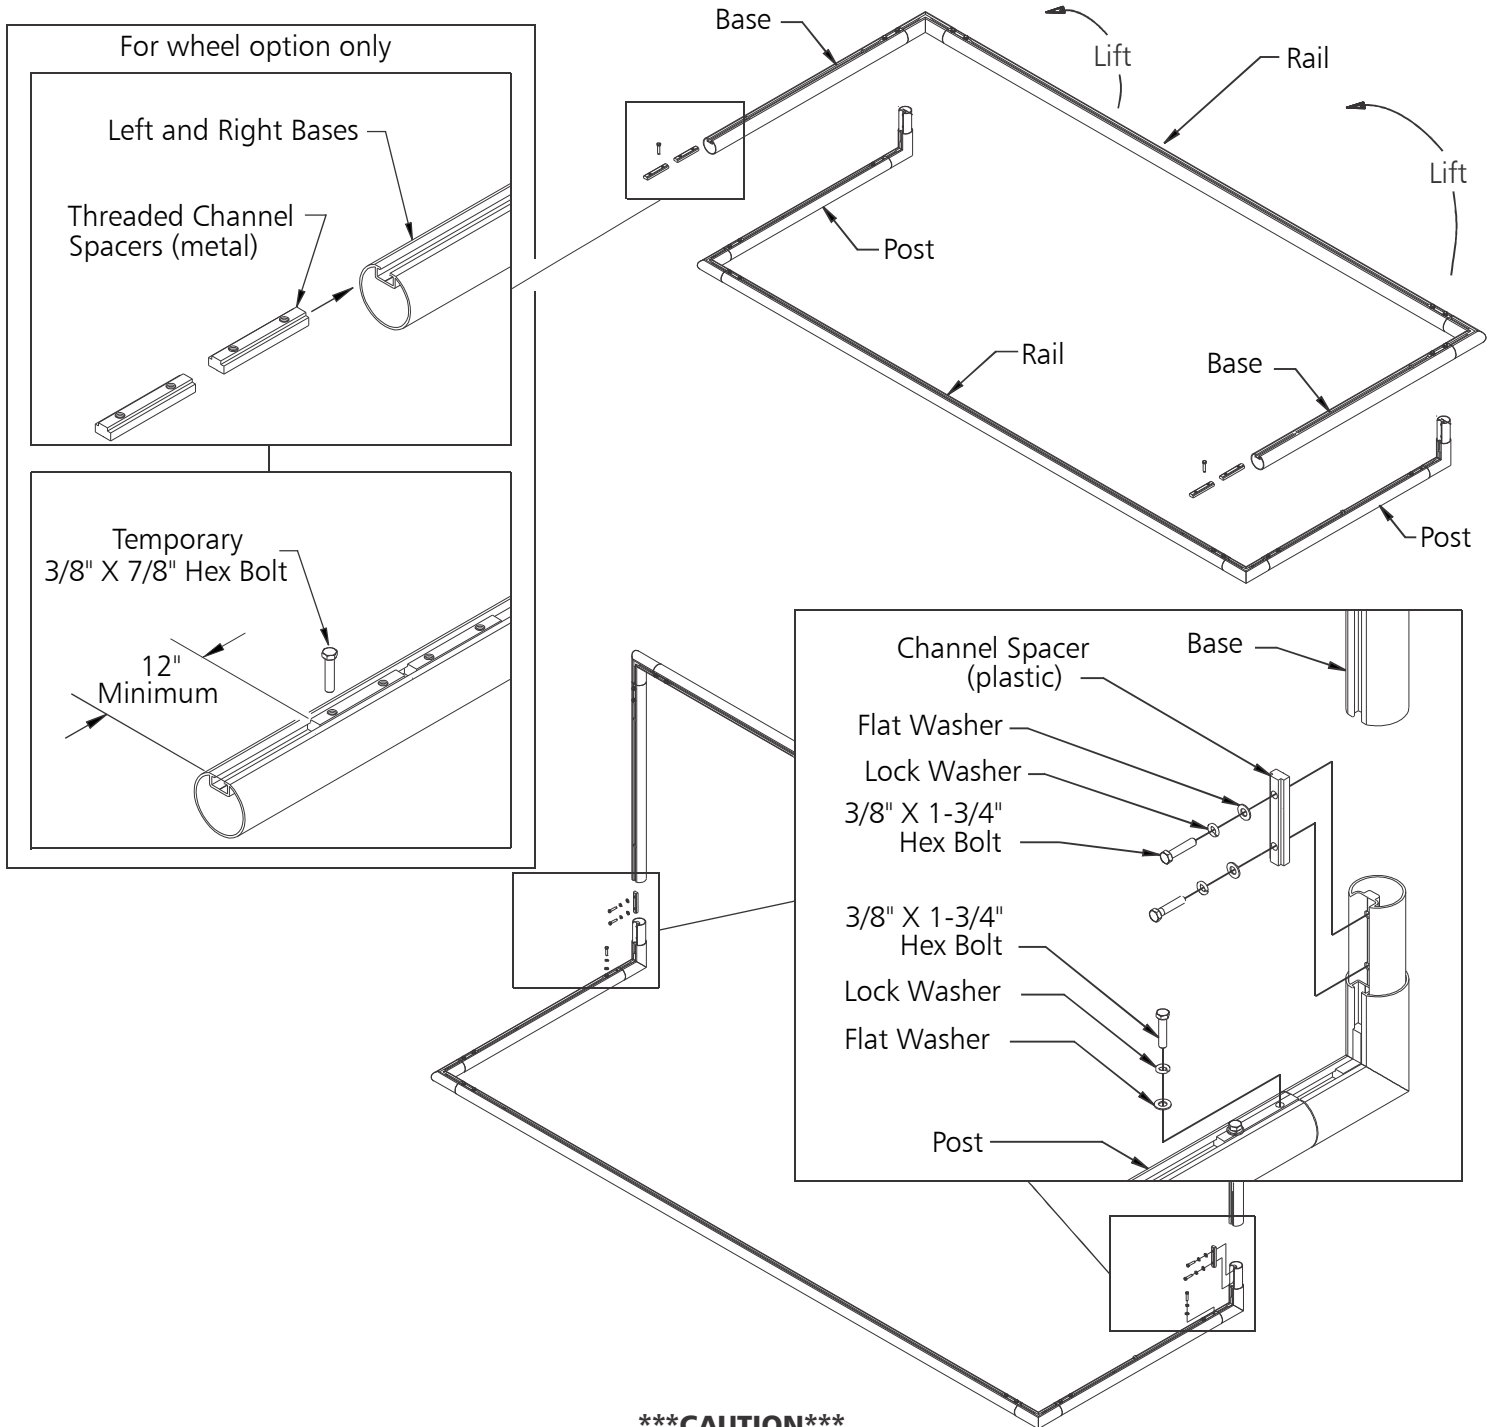 For wheel option only
Left and Right Bases
Threaded Channel
Spacers (metal)
Temporary
3/8" X 7/8" Hex Bolt
12"
Minimum
Base
Lift
Rail
Lift
Post
Rail
Base
Post
Channel Spacer
(plastic)
Base
Flat Washer
Lock Washer
3/8" X 1-3/4"
Hex Bolt
3/8" X 1-3/4"
Hex Bolt
Lock Washer
Flat Washer
Post
***CAUTION***